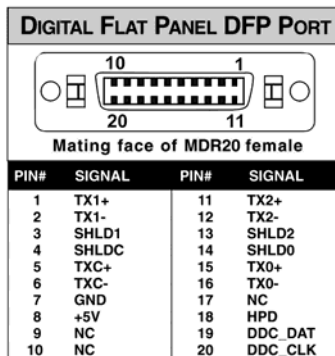 DIGITAL FLAT PANEL DFP PORT
10 1
20 11
Mating face of MDR20 female
PIN# SIGNAL PIN# SIGNAL
1 TX1+ 11 TX2+
2 TX1- 12 TX2-
3 SHLD1 13 SHLD2
4 SHLDC 14 SHLD0
5 TXC+ 15 TX0+
6 TXC- 16 TX0-
7 GND 17 NC
8 +5V 18 HPD
9 NC 19 DDC_DAT
10 NC 20 DDC_CLK